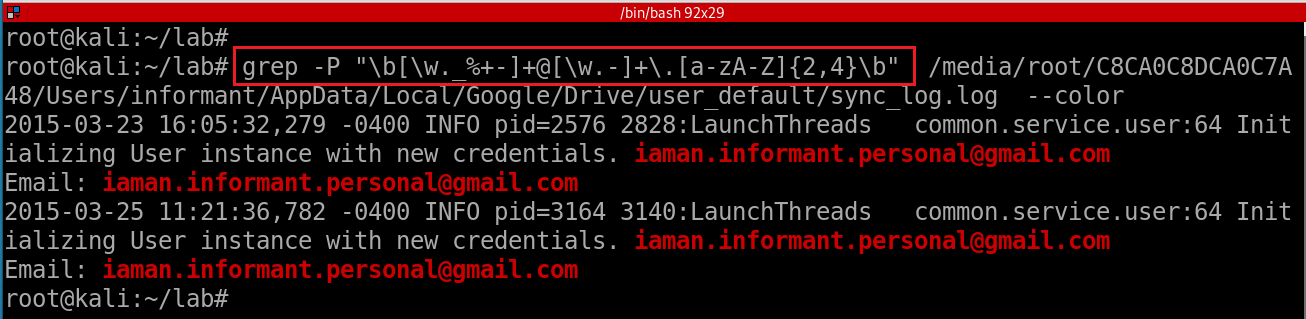 /bin/bash 92x29
root@kali:~/lab#
root@kali:~/lab# grep -P "\b[\w._%+-]+@[\w.-]+\.[a-zA-Z]{2,4}\b" /media/root/C8CA0C8DCA0C7A
48/Users/informant/AppData/Local/Google/Drive/user_default/sync_log.log  --color
2015-03-23 16:05:32,279 -0400 INFO pid=2576 2828:LaunchThreads   common.service.user:64 Init
ializing User instance with new credentials. iaman.informant.personal@gmail.com
Email: iaman.informant.personal@gmail.com
2015-03-25 11:21:36,782 -0400 INFO pid=3164 3140:LaunchThreads   common.service.user:64 Init
ializing User instance with new credentials. iaman.informant.personal@gmail.com
Email: iaman.informant.personal@gmail.com
root@kali:~/lab#